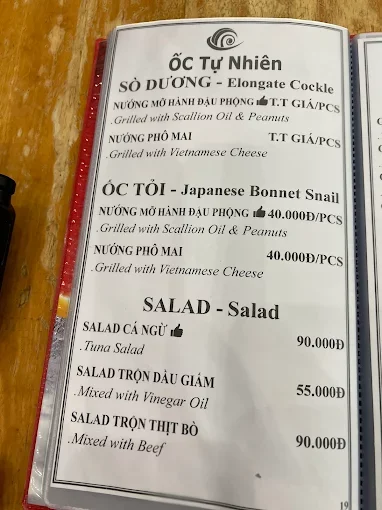 ỐC Tự Nhiên
SÒ DƯƠNG - Elongate Cockle
NƯỚNG MỠ HÀNH ĐẬU PHỘNG T.T GIÁ/PCS
.Grilled with Scallion Oil & Peanuts
NƯỚNG PHÔ MAI T.T GIÁ/PCS
.Grilled with Vietnamese Cheese
ỐC TỎI - Japanese Bonnet Snail
NƯỚNG MỠ HÀNH ĐẬU PHỘNG 40.000Đ/PCS
.Grilled with Scallion Oil & Peanuts
NƯỚNG PHÔ MAI 40.000Đ/PCS
.Grilled with Vietnamese Cheese
SALAD - Salad
SALAD CÁ NGỪ 90.000Đ
.Tuna Salad
SALAD TRỘN DẦU GIẤM 55.000Đ
.Mixed with Vinegar Oil
SALAD TRỘN THỊT BÒ 90.000Đ
.Mixed with Beef
19